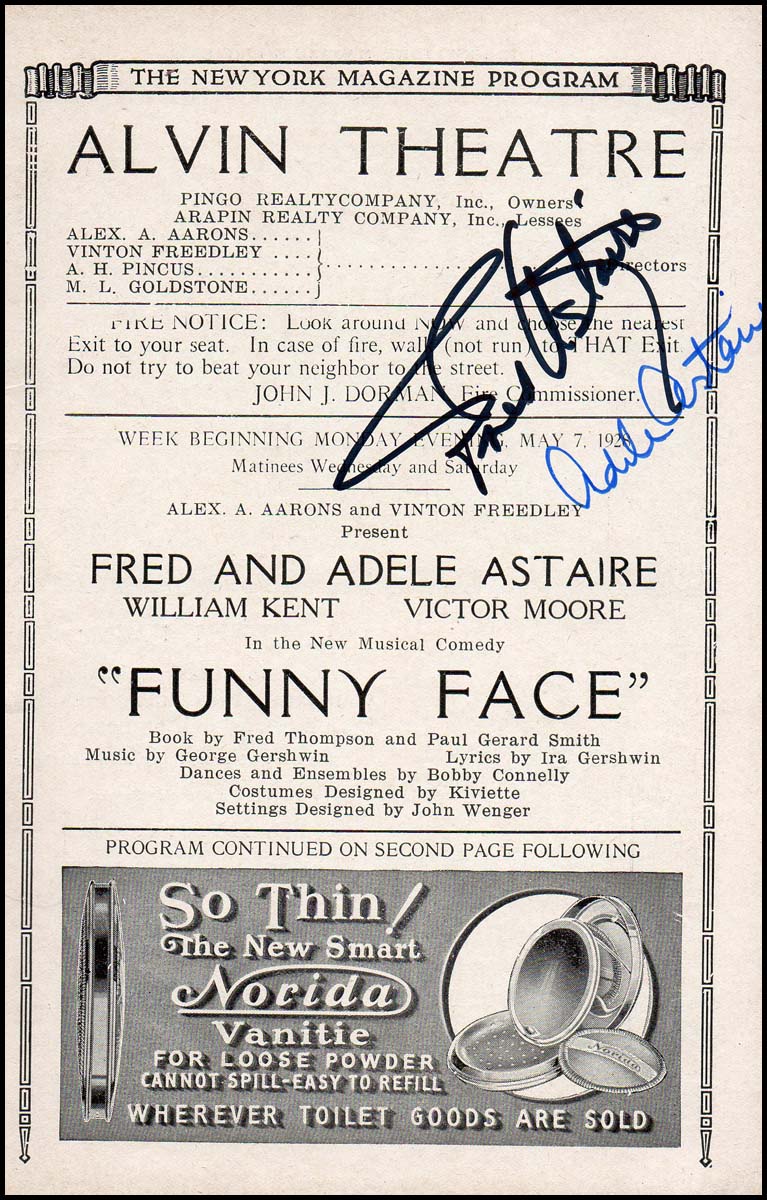 THE NEW YORK MAGAZINE PROGRAM
ALVIN THEATRE
PINGO REALTYCOMPANY, Inc., Owners
ARAPIN REALTY COMPANY, Inc., Lessees
ALEX. A. AARONS......
VINTON FREEDLEY ....
A. H. PINCUS..........
M. L. GOLDSTONE......
Directors
Fred Astaire
Adele Astaire
FIRE NOTICE: Look around NOW and choose the nearest
Exit to your seat. In case of fire, walk (not run) to THAT Exit.
Do not try to beat your neighbor to the street.
JOHN J. DORMAN, Fire Commissioner.
WEEK BEGINNING MONDAY EVENING, MAY 7, 1928
Matinees Wednesday and Saturday
ALEX. A. AARONS and VINTON FREEDLEY
Present
FRED AND ADELE ASTAIRE
WILLIAM KENT VICTOR MOORE
In the New Musical Comedy
"FUNNY FACE"
Book by Fred Thompson and Paul Gerard Smith
Music by George Gershwin Lyrics by Ira Gershwin
Dances and Ensembles by Bobby Connelly
Costumes Designed by Kiviette
Settings Designed by John Wenger
PROGRAM CONTINUED ON SECOND PAGE FOLLOWING
So Thin!
The New Smart
Norida
Vanitie
FOR LOOSE POWDER
CANNOT SPILL-EASY TO REFILL
Norida
WHEREVER TOILET GOODS ARE SOLD